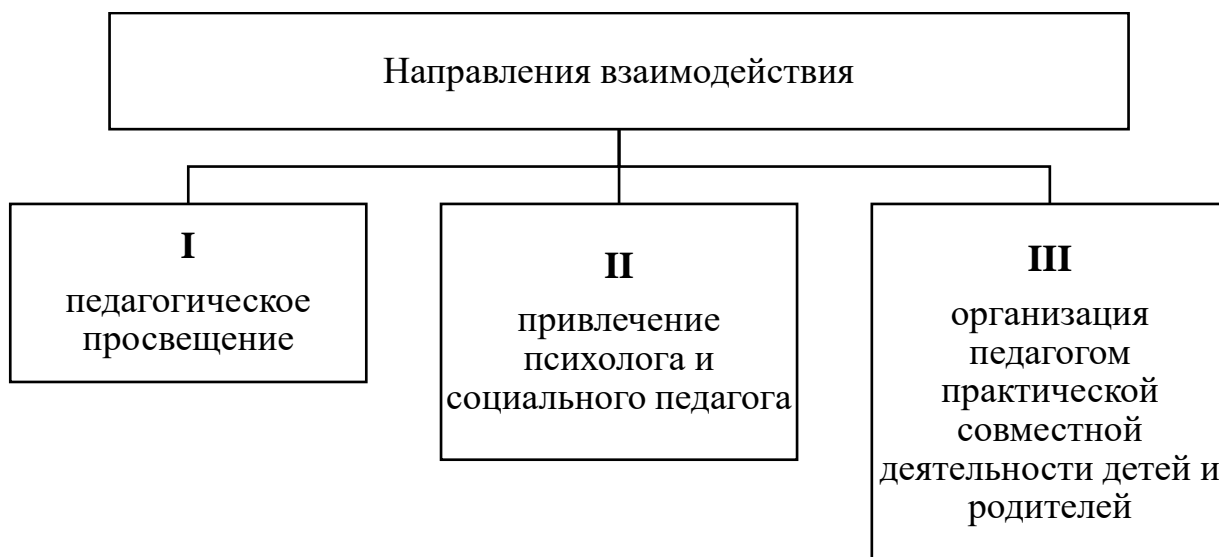 Направления взаимодействия
I
педагогическое
просвещение
II
привлечение
психолога и
социального педагога
III
организация
педагогом
практической
совместной
деятельности детей и
родителей